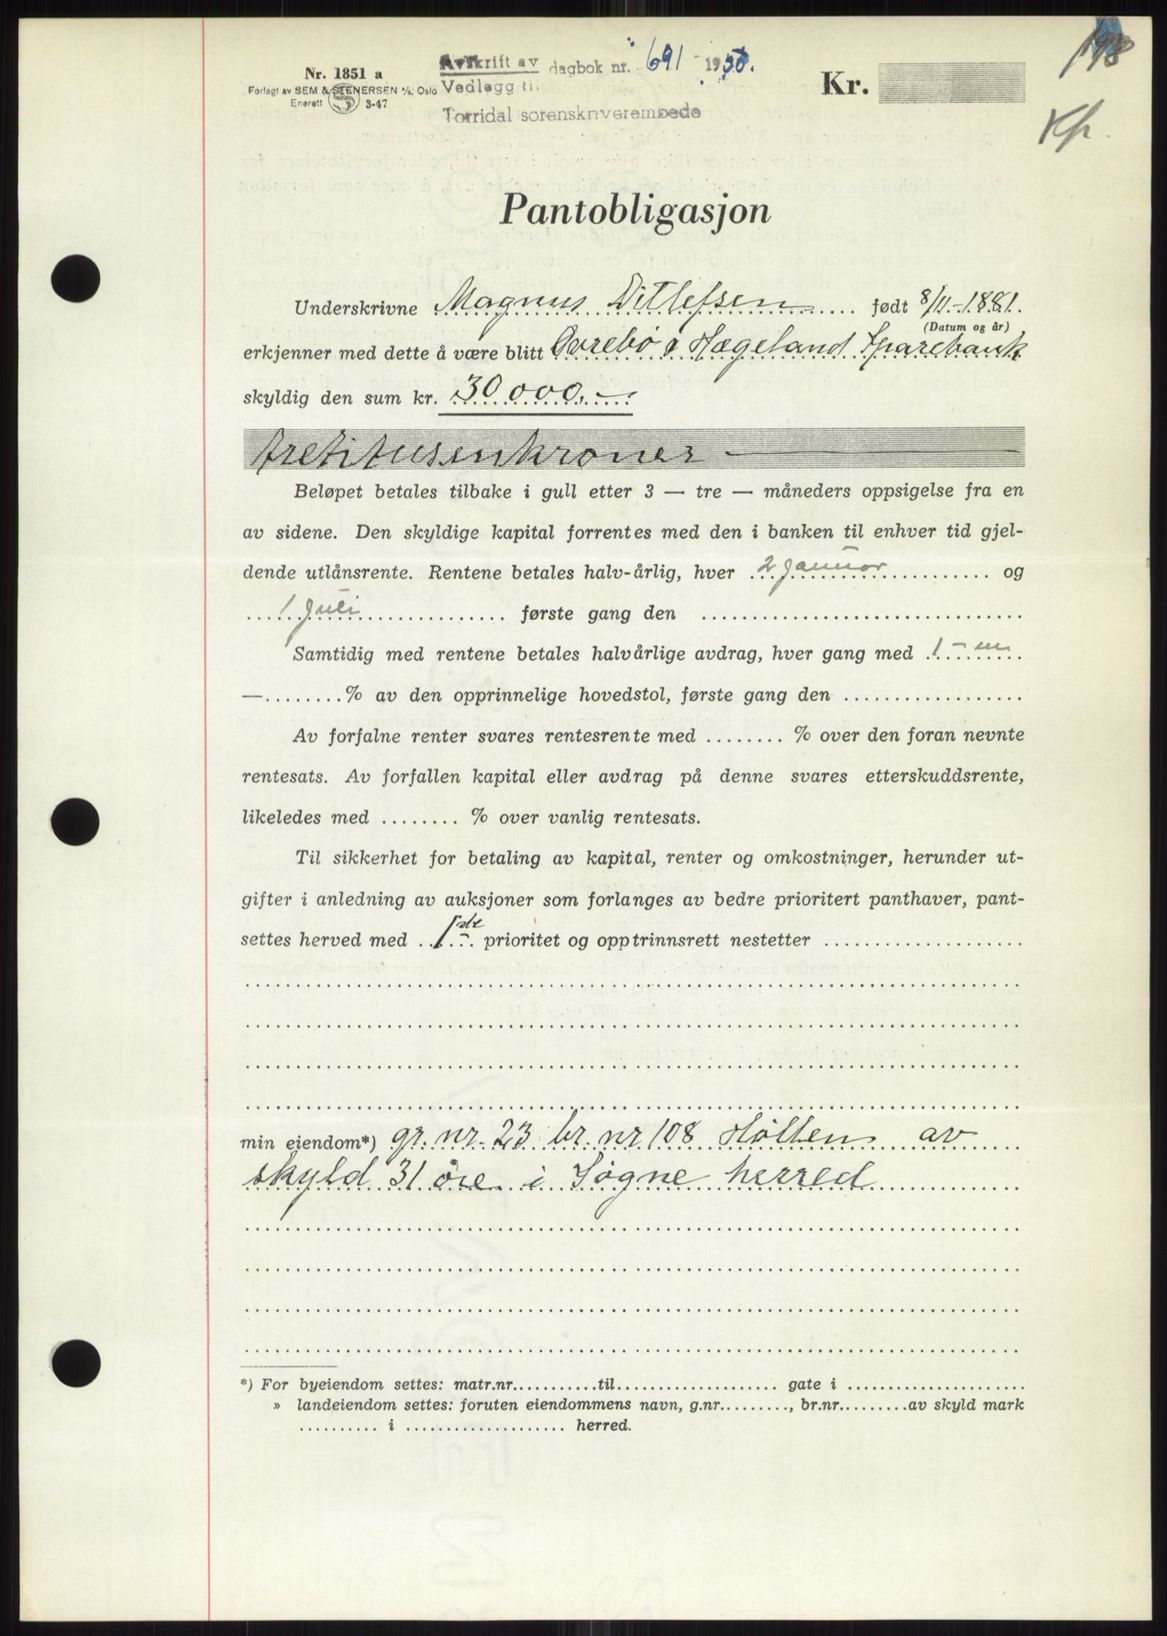 198
Kfr.
Nr. 1851 a
Forlagt av SEM & STENERSEN A/S, Oslo
Enerett S 3-47
Avskrift av dagbok nr. 691 1950.
Vedlegg til
Torridal sorenskriverembede
Kr.
Pantobligasjon
Underskrivne Magnus Ditlefsen født 8/11-1881.
(Datum og år)
erkjenner med dette å være blitt Øvrebø i Hægeland Sparebank
skyldig den sum kr. 30 000.-
trettitusenkroner —
Beløpet betales tilbake i gull etter 3 — tre — måneders oppsigelse fra en
av sidene. Den skyldige kapital forrentes med den i banken til enhver tid gjel-
dende utlånsrente. Rentene betales halv-årlig, hver 2 januar og
1 juli første gang den
Samtidig med rentene betales halvårlige avdrag, hver gang med 1 - en
— % av den opprinnelige hovedstol, første gang den
Av forfalne renter svares rentesrente med ........ % over den foran nevnte
rentesats. Av forfallen kapital eller avdrag på denne svares etterskuddsrente,
likeledes med ........ % over vanlig rentesats.
Til sikkerhet for betaling av kapital, renter og omkostninger, herunder ut-
gifter i anledning av auksjoner som forlanges av bedre prioritert panthaver, pant-
settes herved med 1ste prioritet og opptrinnsrett nestetter
min eiendom*) gr. nr. 23 br. nr 108 Holten av
skyld 31 øre i Søgne herred
*) For byeiendom settes: matr.nr...........til.................... gate i ......................
» landeiendom settes: foruten eiendommens navn, g.nr........., br.nr.........av skyld mark
.......... i .................... herred.